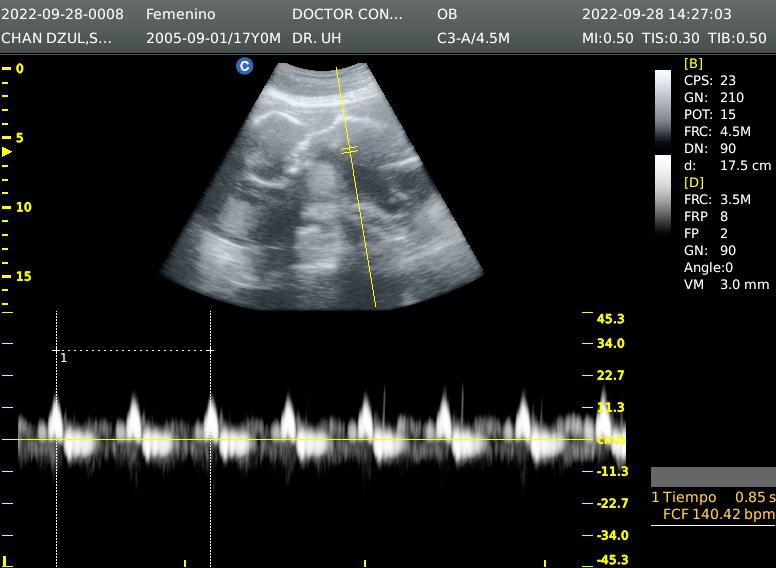 2022-09-28-0008 Femenino DOCTOR CON... OB 2022-09-28 14:27:03
CHAN DZUL,S... 2005-09-01/17Y0M DR. UH C3-A/4.5M MI:0.50 TIS:0.30 TIB:0.50
C
0
5
10
15
[B]
CPS: 23
GN: 210
POT: 15
FRC: 4.5M
DN: 90
d: 17.5 cm
[D]
FRC: 3.5M
FRP 8
FP 2
GN: 90
Angle:0
VM 3.0 mm
45.3
34.0
22.7
11.3
cm/s
-11.3
-22.7
-34.0
-45.3
1
1 Tiempo 0.85 s
FCF 140.42 bpm